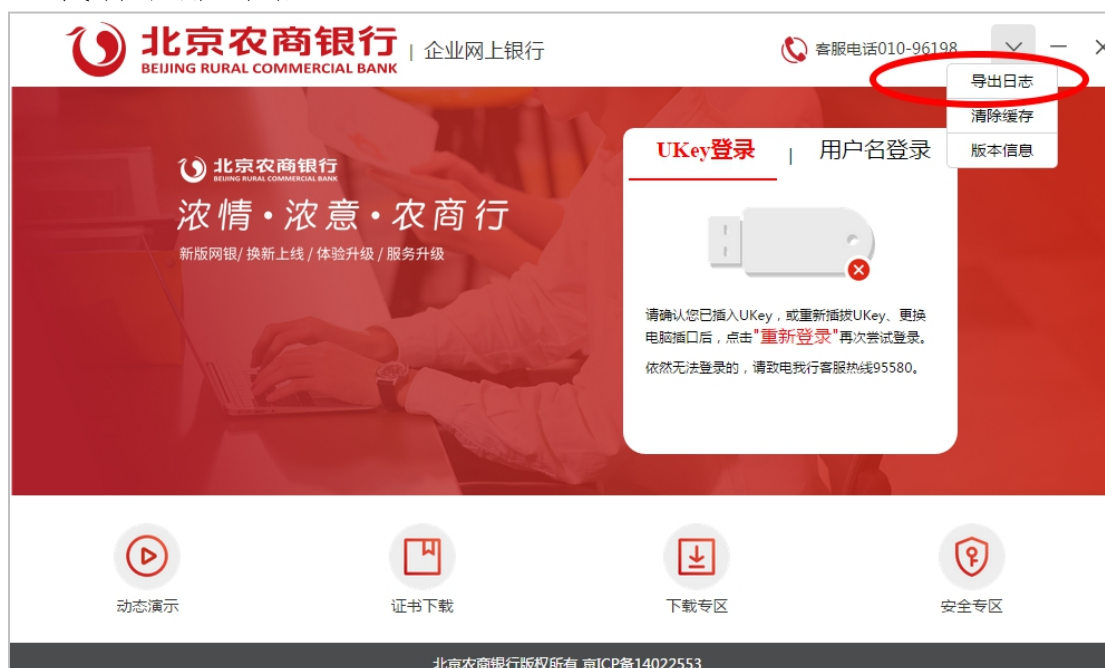 北京农商银行
BEIJING RURAL COMMERCIAL BANK
| 企业网上银行
客服电话010-96198
导出日志
清除缓存
版本信息
北京农商银行
BEIJING RURAL COMMERCIAL BANK
浓情·浓意·农商行
新版网银/ 换新上线 / 体验升级 / 服务升级
UKey登录 | 用户名登录
请确认您已插入UKey，或重新插拔UKey、更换
电脑插口后，点击"重新登录"再次尝试登录。
依然无法登录的，请致电我行客服热线95580。
动态演示
证书下载
下载专区
安全专区
北京农商银行版权所有 京ICP备14022553